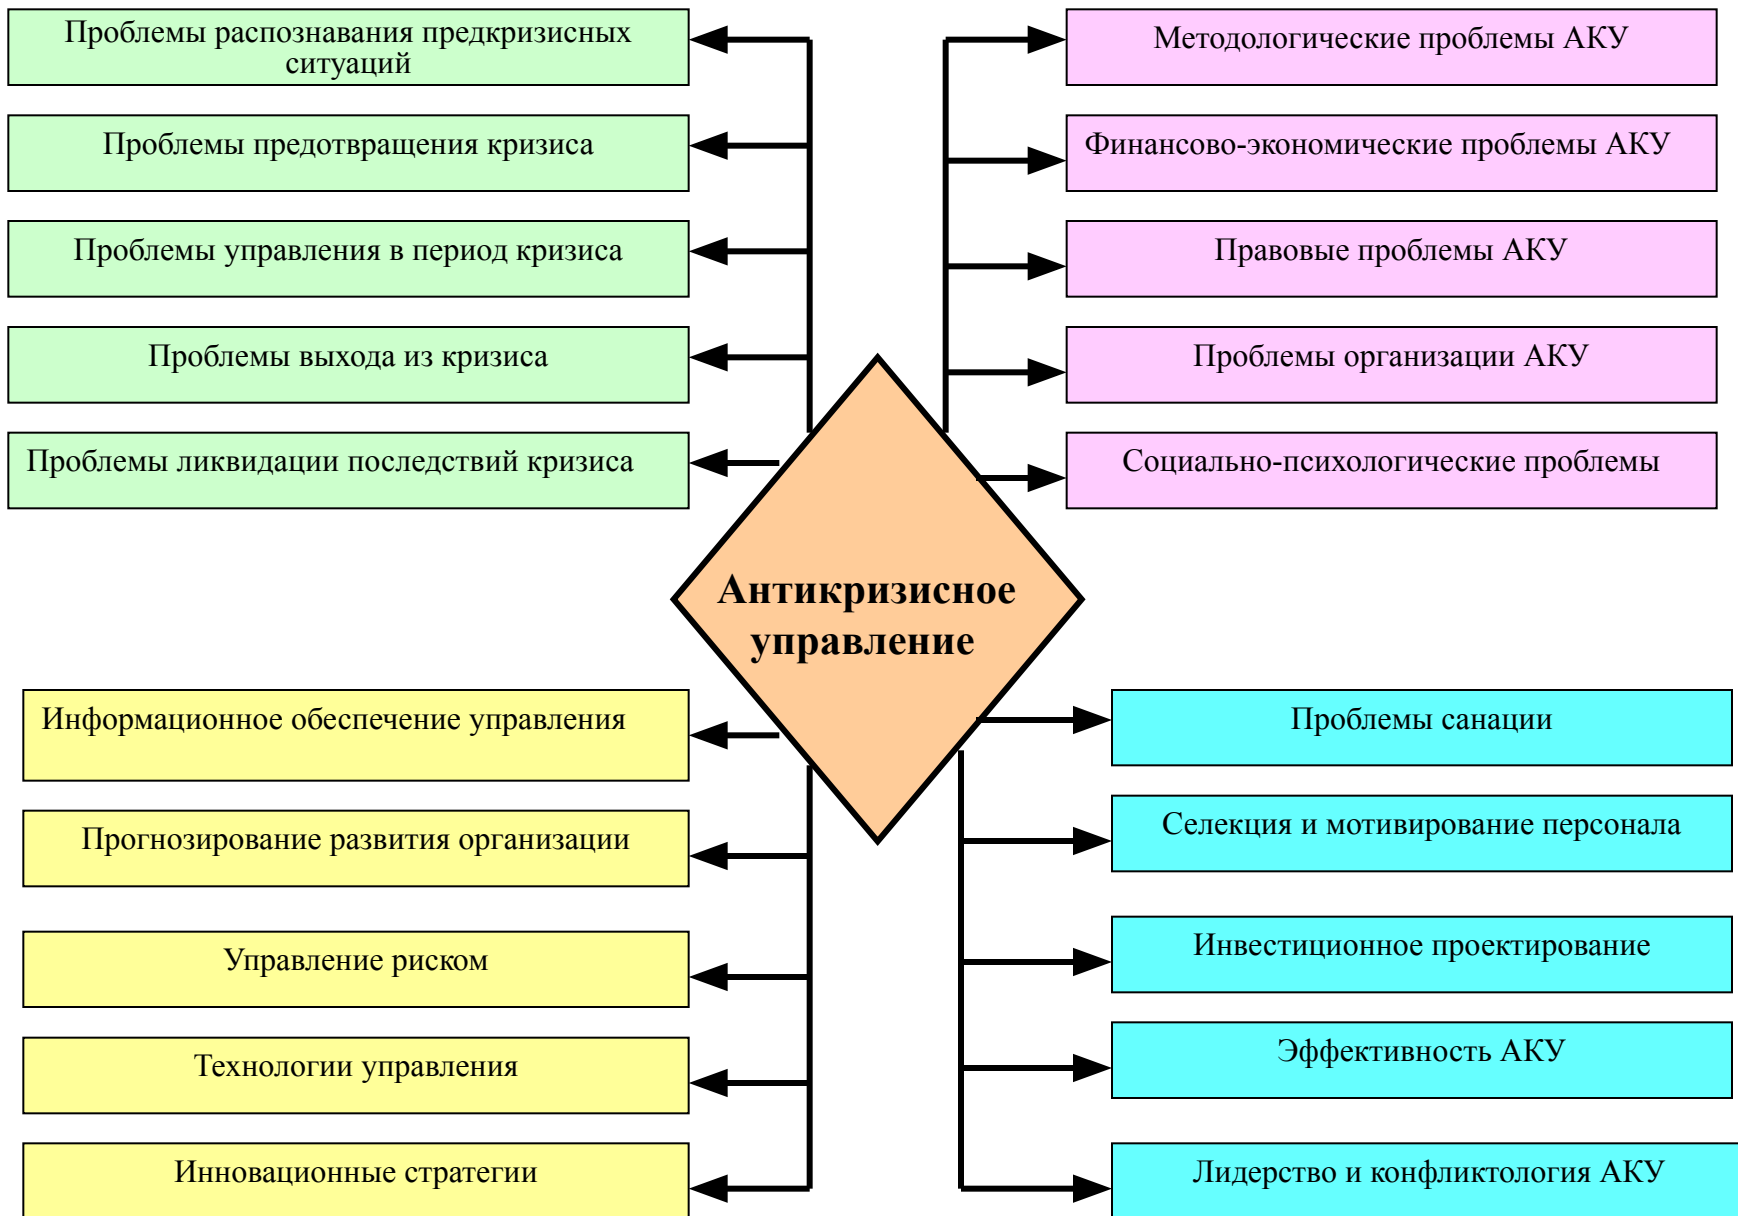 Проблемы распознавания предкризисных
ситуаций
Проблемы предотвращения кризиса
Проблемы управления в период кризиса
Проблемы выхода из кризиса
Проблемы ликвидации последствий кризиса
Методологические проблемы АКУ
Финансово-экономические проблемы АКУ
Правовые проблемы АКУ
Проблемы организации АКУ
Социально-психологические проблемы
Антикризисное
управление
Информационное обеспечение управления
Прогнозирование развития организации
Управление риском
Технологии управления
Инновационные стратегии
Проблемы санации
Селекция и мотивирование персонала
Инвестиционное проектирование
Эффективность АКУ
Лидерство и конфликтология АКУ